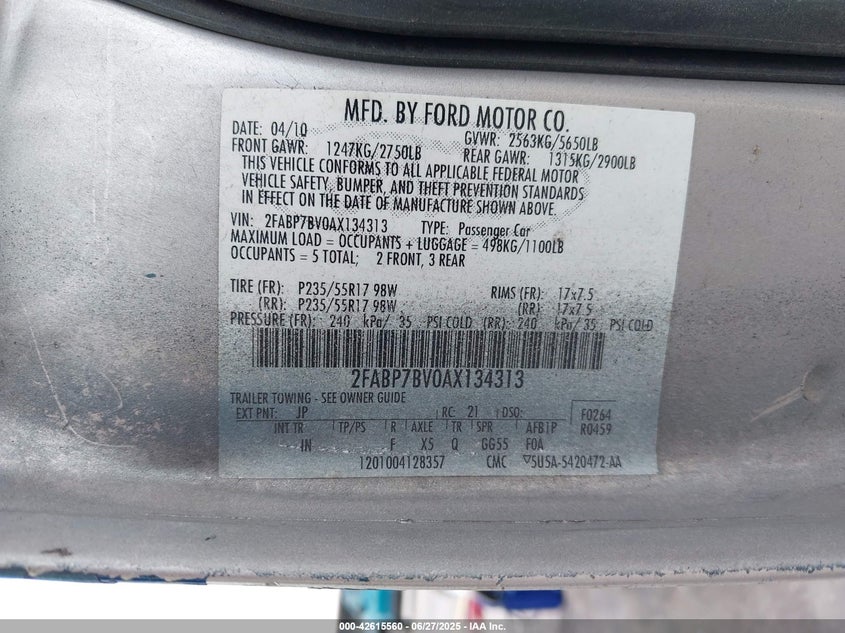 MFD. BY FORD MOTOR CO.
DATE: 04/10 GVWR: 2563KG/5650LB
FRONT GAWR: 1247KG/2750LB REAR GAWR: 1315KG/2900LB
THIS VEHICLE CONFORMS TO ALL APPLICABLE FEDERAL MOTOR
VEHICLE SAFETY, BUMPER, AND THEFT PREVENTION STANDARDS
IN EFFECT ON THE DATE OF MANUFACTURE SHOWN ABOVE.
VIN: 2FABP7BV0AX134313 TYPE: Passenger Car
MAXIMUM LOAD = OCCUPANTS + LUGGAGE = 498KG/1100LB
OCCUPANTS = 5 TOTAL; 2 FRONT, 3 REAR
TIRE (FR): P235/55R17 98W RIMS (FR): 17x7.5
(RR): P235/55R17 98W (RR): 17x7.5
PRESSURE (FR): 240 kPa/ 35 PSI COLD (RR): 240 kPa/ 35 PSI COLD
2FABP7BV0AX134313
TRAILER TOWING - SEE OWNER GUIDE
EXT PNT: JP RC: 21 DSO: F0264
INT TR TP/PS R AXLE TR SPR AFB1P R0459
IN F X5 Q GG55 F0A
1201004128357 CMC ▽5U5A-5420472-AA
000-42615560 - 06/27/2025 - IAA Inc.